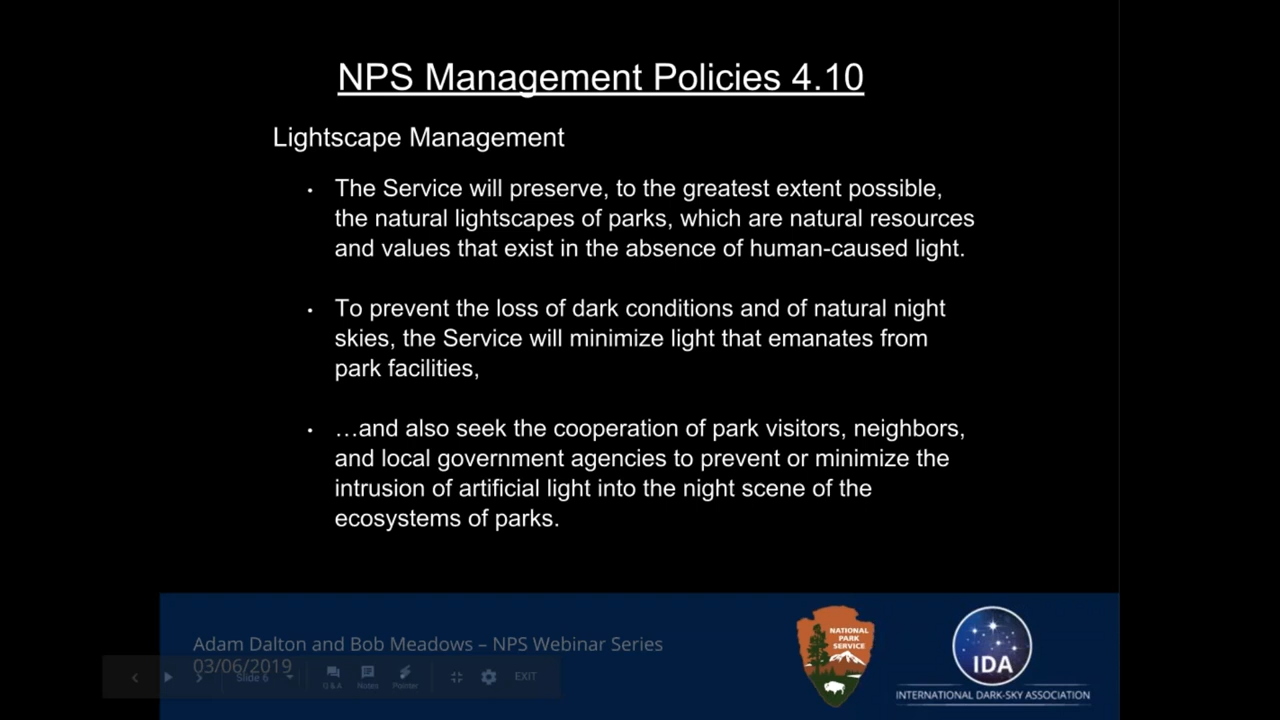 NPS Management Policies 4.10
Lightscape Management
• The Service will preserve, to the greatest extent possible,
the natural lightscapes of parks, which are natural resources
and values that exist in the absence of human-caused light.
• To prevent the loss of dark conditions and of natural night
skies, the Service will minimize light that emanates from
park facilities,
• …and also seek the cooperation of park visitors, neighbors,
and local government agencies to prevent or minimize the
intrusion of artificial light into the night scene of the
ecosystems of parks.
Adam Dalton and Bob Meadows – NPS Webinar Series
03/06/2019
Slide 6
Q & A Notes Pointer
EXIT
NATIONAL
PARK
SERVICE
IDA
INTERNATIONAL DARK-SKY ASSOCIATION